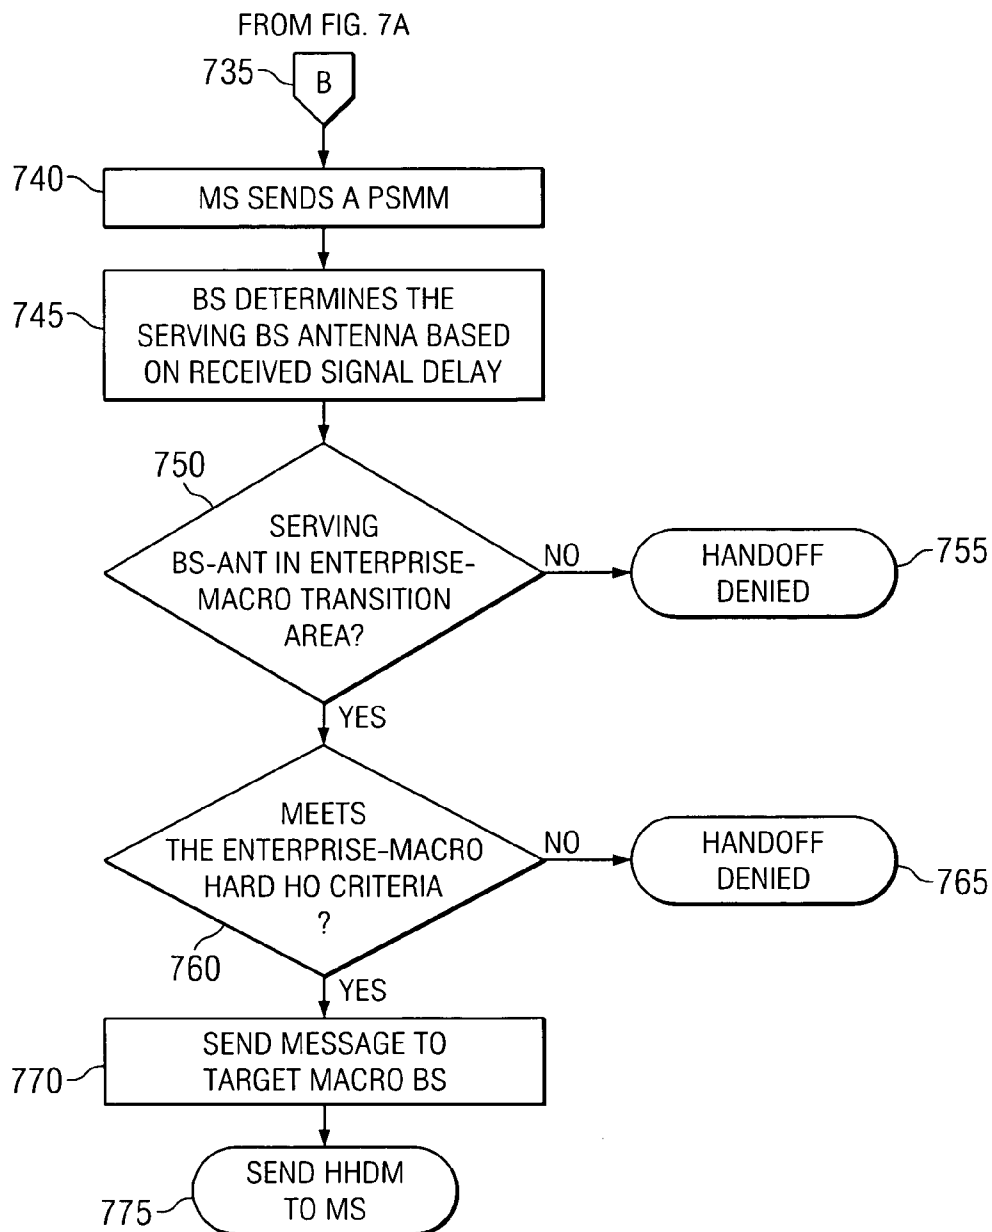 FROM FIG. 7A
735
B
740
MS SENDS A PSMM
745
BS DETERMINES THE
SERVING BS ANTENNA BASED
ON RECEIVED SIGNAL DELAY
750
SERVING
BS-ANT IN ENTERPRISE-
MACRO TRANSITION
AREA?
NO
HANDOFF
DENIED
755
YES
MEETS
THE ENTERPRISE-MACRO
HARD HO CRITERIA
?
760
NO
HANDOFF
DENIED
765
YES
770
SEND MESSAGE TO
TARGET MACRO BS
775
SEND HHDM
TO MS